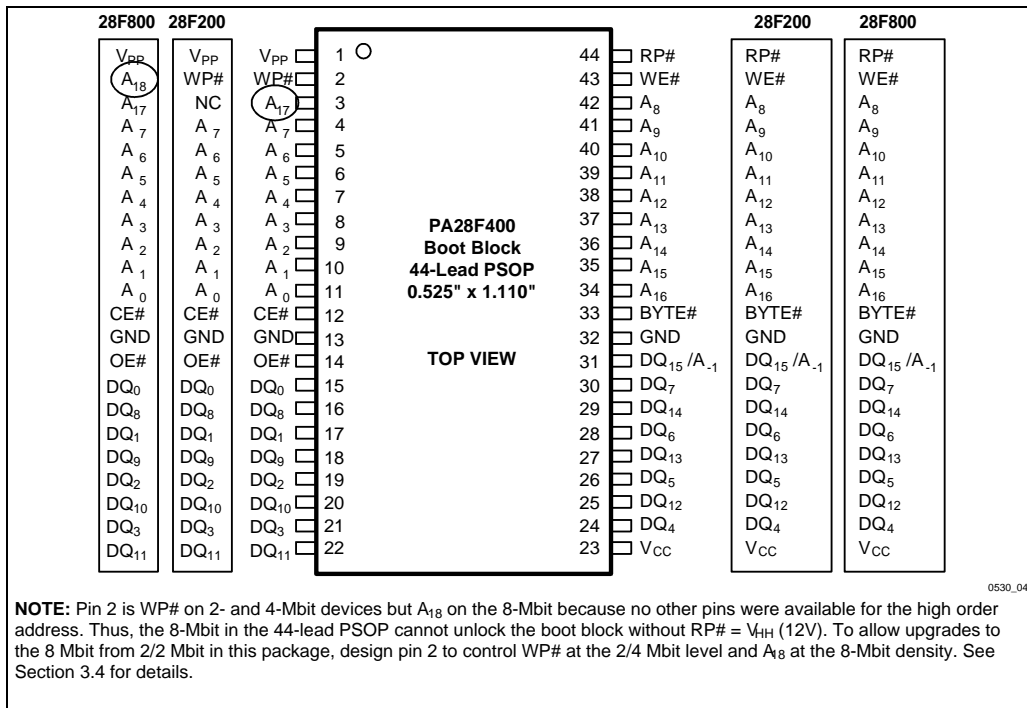 28F800 28F200 28F200 28F800
VPP VPP VPP 1 44 RP# RP# RP#
A18 WP# WP# 2 43 WE# WE# WE#
A17 NC A17 3 42 A8 A8 A8
A7 A7 A7 4 41 A9 A9 A9
A6 A6 A6 5 40 A10 A10 A10
A5 A5 A5 6 39 A11 A11 A11
A4 A4 A4 7 38 A12 A12 A12
A3 A3 A3 8 37 A13 A13 A13
A2 A2 A2 9 36 A14 A14 A14
A1 A1 A1 10 35 A15 A15 A15
A0 A0 A0 11 34 A16 A16 A16
CE# CE# CE# 12 33 BYTE# BYTE# BYTE#
GND GND GND 13 32 GND GND GND
OE# OE# OE# 14 31 DQ15 /A-1 DQ15 /A-1 DQ15 /A-1
DQ0 DQ0 DQ0 15 30 DQ7 DQ7 DQ7
DQ8 DQ8 DQ8 16 29 DQ14 DQ14 DQ14
DQ1 DQ1 DQ1 17 28 DQ6 DQ6 DQ6
DQ9 DQ9 DQ9 18 27 DQ13 DQ13 DQ13
DQ2 DQ2 DQ2 19 26 DQ5 DQ5 DQ5
DQ10 DQ10 DQ10 20 25 DQ12 DQ12 DQ12
DQ3 DQ3 DQ3 21 24 DQ4 DQ4 DQ4
DQ11 DQ11 DQ11 22 23 VCC VCC VCC
PA28F400
Boot Block
44-Lead PSOP
0.525" x 1.110"
TOP VIEW
0530_04
NOTE: Pin 2 is WP# on 2- and 4-Mbit devices but A18 on the 8-Mbit because no other pins were available for the high order
address. Thus, the 8-Mbit in the 44-lead PSOP cannot unlock the boot block without RP# = VHH (12V). To allow upgrades to
the 8 Mbit from 2/2 Mbit in this package, design pin 2 to control WP# at the 2/4 Mbit level and A18 at the 8-Mbit density. See
Section 3.4 for details.